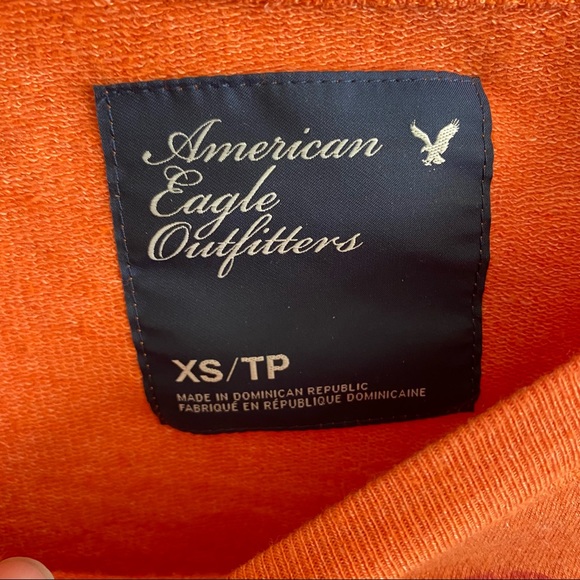 American
Eagle
Outfitters
XS/TP
MADE IN DOMINICAN REPUBLIC
FABRIQUÉ EN RÉPUBLIQUE DOMINICAINE